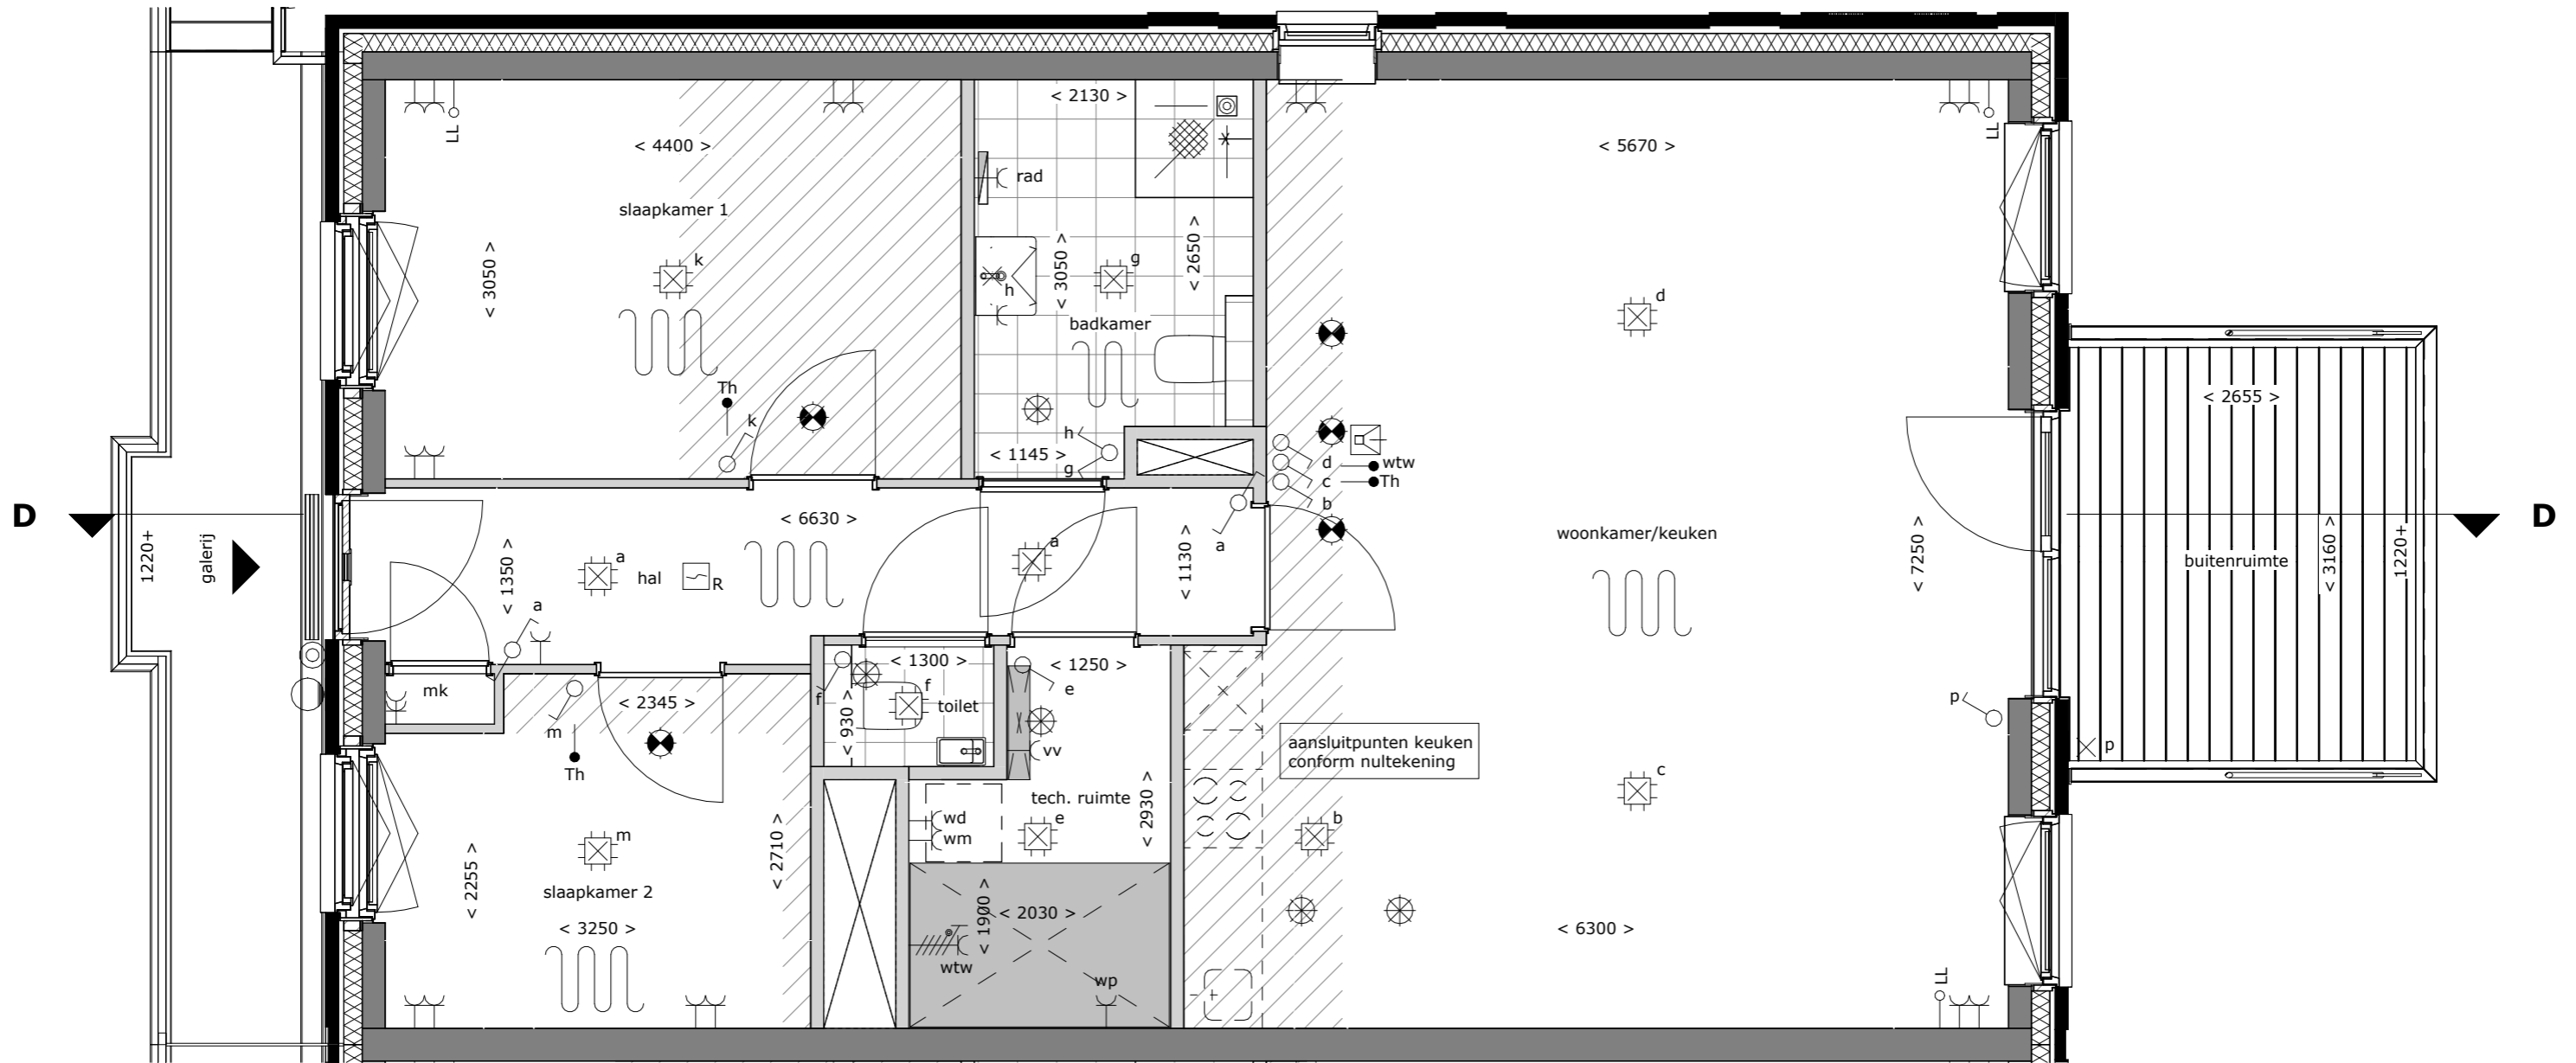 < 2130 >
LL
LL
< 4400 >
< 5670 >
rad
slaapkamer 1
< 3050 >
k
h
< 3050 >
g
< 2650 >
badkamer
d
Th
k
< 2655 >
h
< 1145 >
g
d
wtw
c
Th
b
D
1220+
galerij
< 6630 >
< 1350 >
a
hal
R
a
< 1130 >
a
woonkamer/keuken
< 7250 >
buitenruimte
< 3160 >
1220+
D
a
mk
< 2345 >
m
Th
f
< 930 >
< 1300 >
f
toilet
< 1250 >
e
vv
aansluitpunten keuken
conform nultekening
p
p
tech. ruimte
< 2930 >
c
wd
wm
e
b
m
< 2255 >
slaapkamer 2
< 2710 >
< 3250 >
< 1900 >
< 2030 >
< 6300 >
wtw
wp
LL